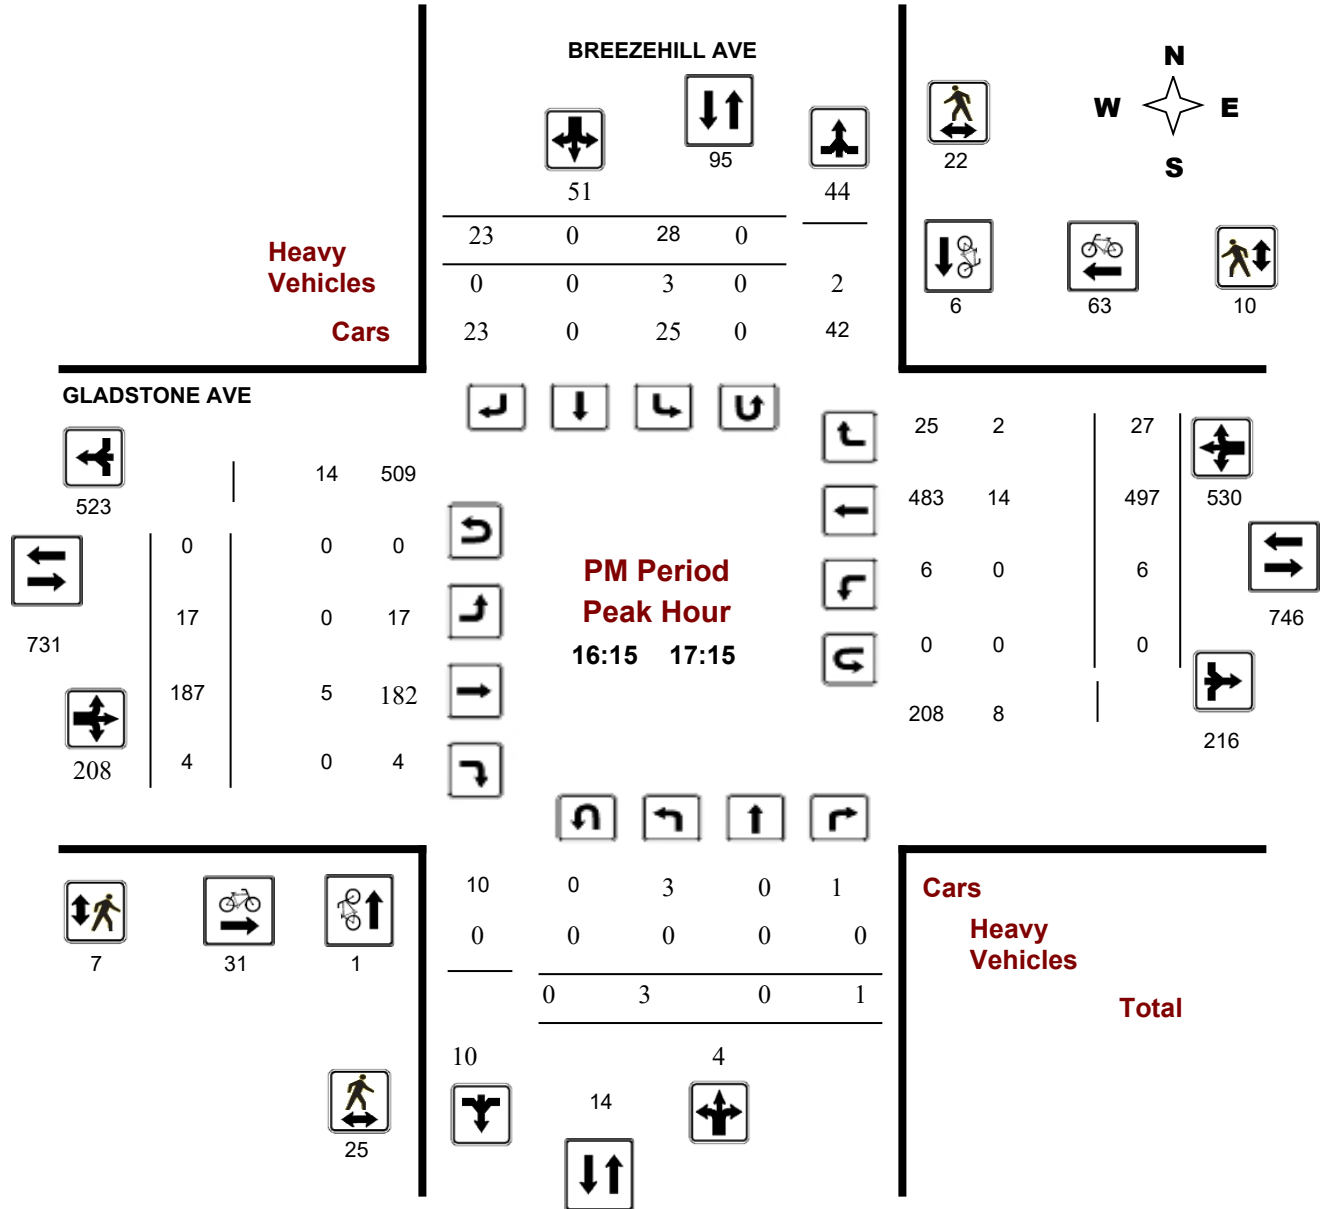 BREEZEHILL AVE
N
W E
S
95
22
51 44
23 0 28 0
Heavy
Vehicles 0 0 3 0 2
6 63 10
Cars 23 0 25 0 42
GLADSTONE AVE
25 2 27
14 509
523
483 14 497 530
0 0 0
PM Period
6 0 6
Peak Hour
17 0 17
746
731
16:15 17:15
0 0 0
187 5 182
208 8
216
208 4 0 4
10 0 3 0 1 Cars
0 0 0 0 0 Heavy
Vehicles
7 31 1
0 3 0 1 Total
10 4
14
25